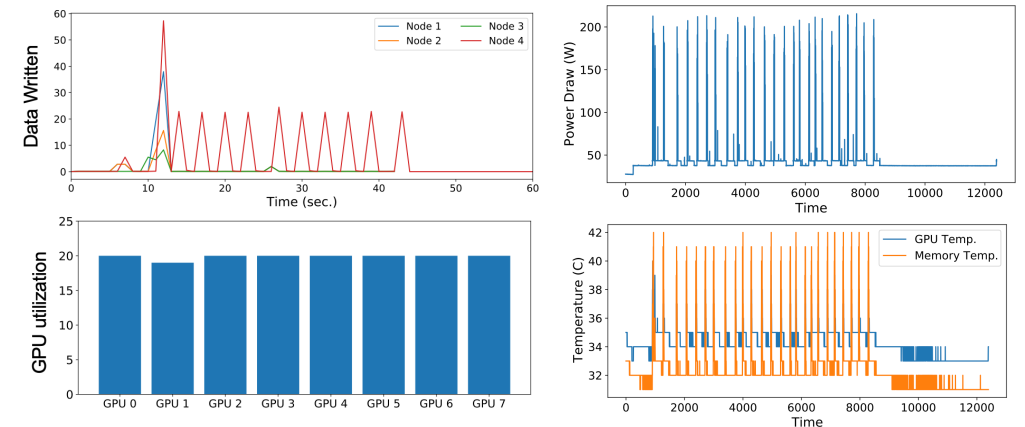 Data Written
60
50
40
30
20
10
0
Node 1 Node 3
Node 2 Node 4
0 10 20 30 40 50 60
Time (sec.)
Power Draw (W)
200
150
100
50
0 2000 4000 6000 8000 10000 12000
Time
GPU utilization
25
20
15
10
5
0
GPU 0 GPU 1 GPU 2 GPU 3 GPU 4 GPU 5 GPU 6 GPU 7
Temperature (C)
42
40
38
36
34
32
GPU Temp.
Memory Temp.
0 2000 4000 6000 8000 10000 12000
Time